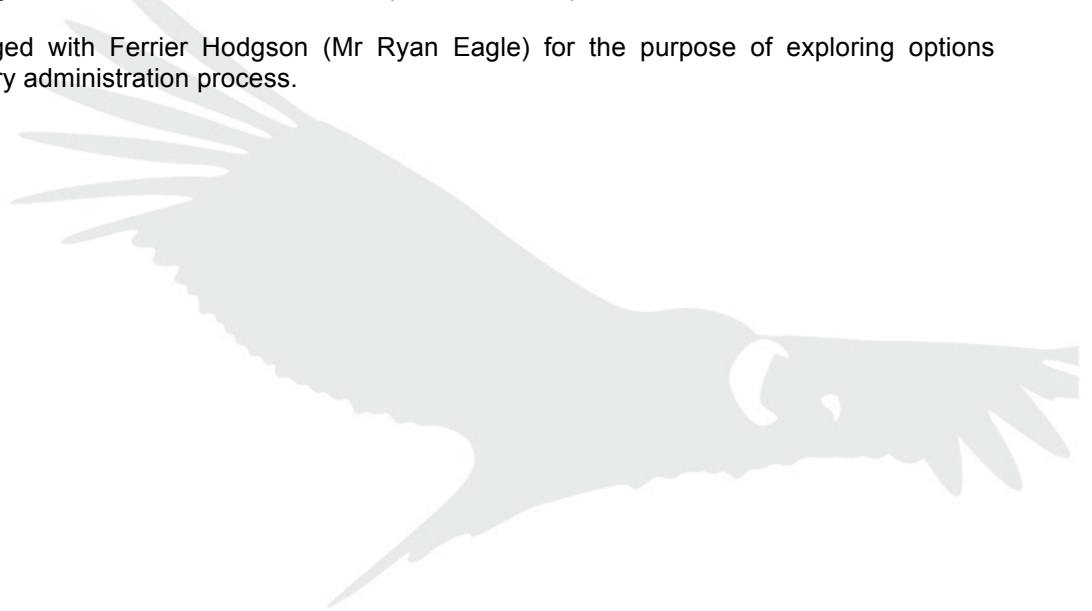 ged with Ferrier Hodgson (Mr Ryan Eagle) for the purpose of exploring options
ry administration process.